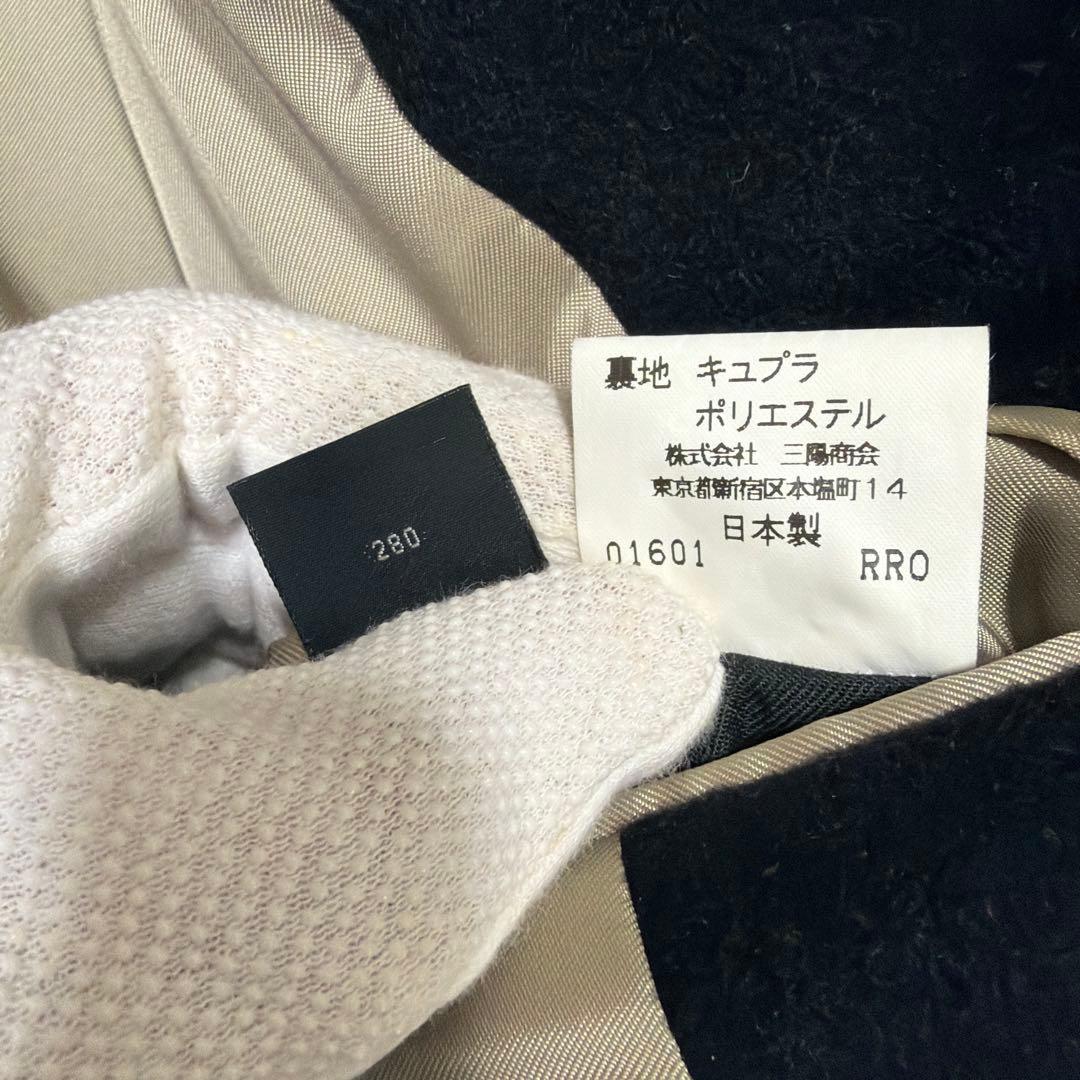 裏地 キュプラ
ポリエステル
株式会社 三陽商会
東京都新宿区本塩町14
日本製
01601 RRO
280